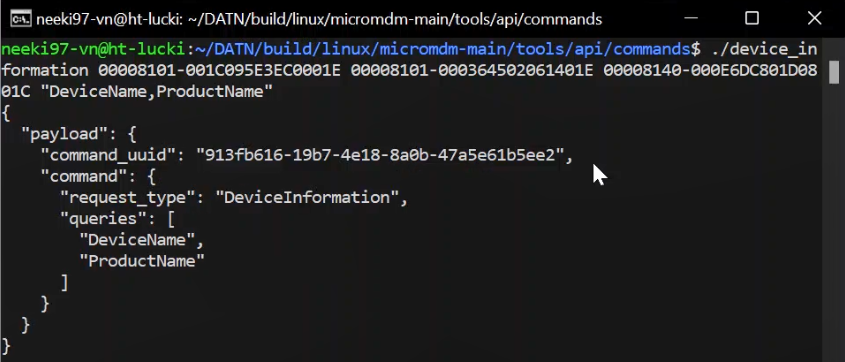 neeki97-vn@ht-lucki: ~/DATN/build/linux/micromdm-main/tools/api/commands
neeki97-vn@ht-lucki:~/DATN/build/linux/micromdm-main/tools/api/commands$ ./device_in
formation 00008101-001C095E3EC0001E 00008101-000364502061401E 00008140-000E6DC801D08
01C "DeviceName,ProductName"
{
  "payload": {
    "command_uuid": "913fb616-19b7-4e18-8a0b-47a5e61b5ee2",
    "command": {
      "request_type": "DeviceInformation",
      "queries": [
        "DeviceName",
        "ProductName"
      ]
    }
  }
}